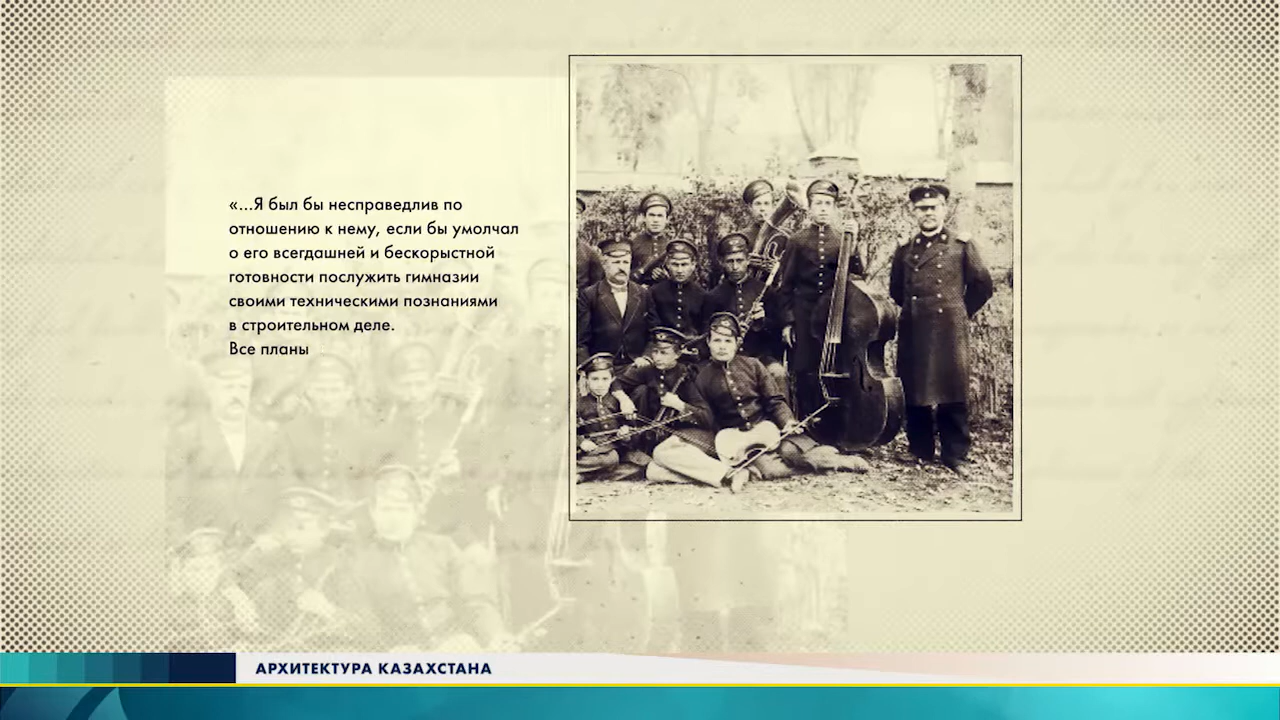 «...Я был бы несправедлив по
отношению к нему, если бы умолчал
о его всегдашней и бескорыстной
готовности послужить гимназии
своими техническими познаниями
в строительном деле.
Все планы
АРХИТЕКТУРА КАЗАХСТАНА